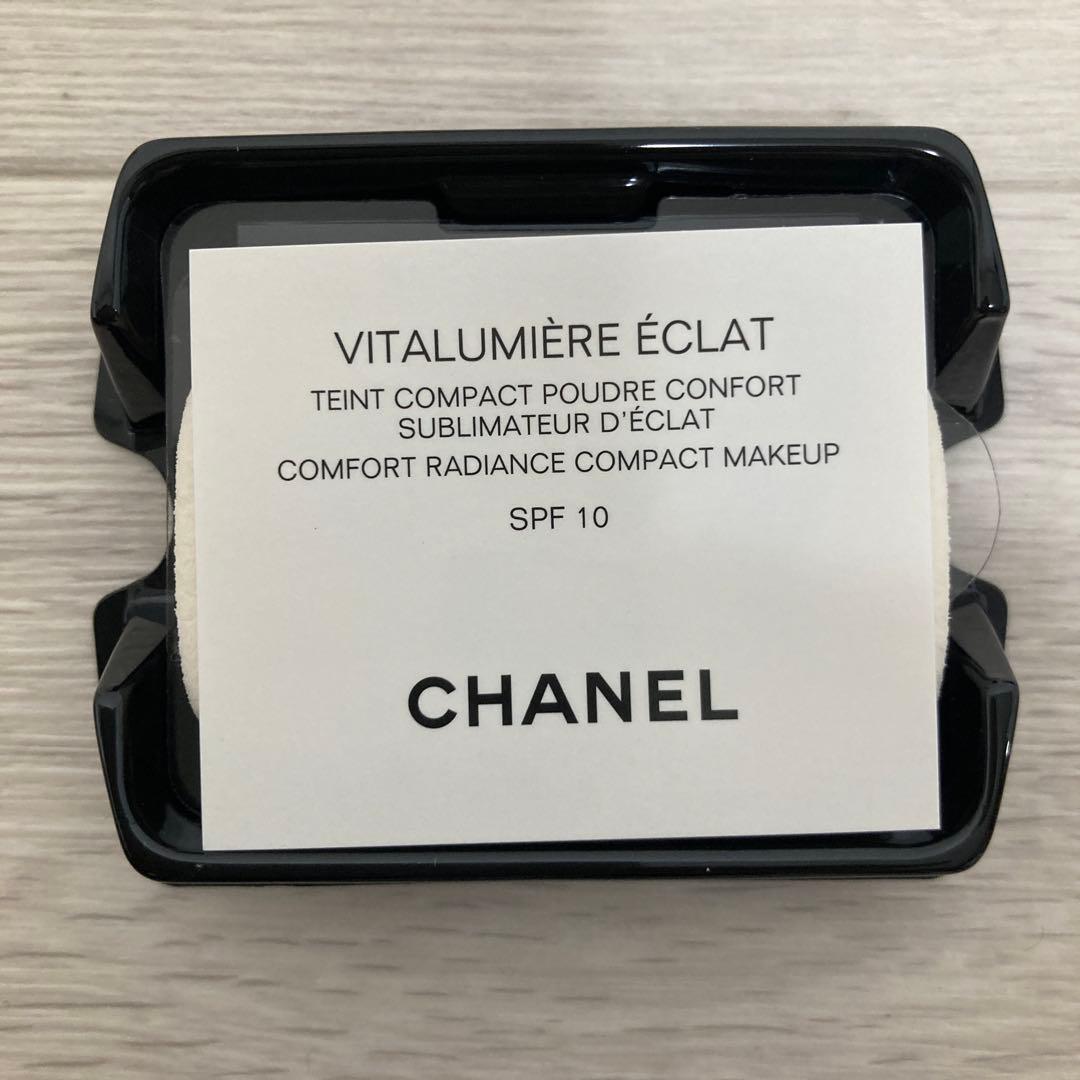 VITALUMIÈRE ÉCLAT
TEINT COMPACT POUDRE CONFORT
SUBLIMATEUR D'ÉCLAT
COMFORT RADIANCE COMPACT MAKEUP
SPF 10
CHANEL